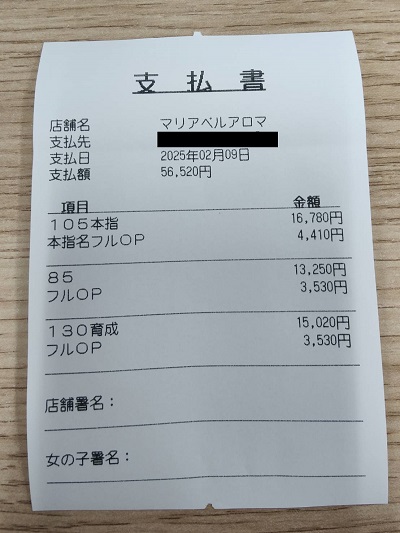 支払書
店舗名 マリアベルアロマ
支払先
支払日 2025年02月09日
支払額 56,520円
項目 金額
105本指 16,780円
本指名フルOP 4,410円
85 13,250円
フルOP 3,530円
130育成 15,020円
フルOP 3,530円
店舗署名：
女の子署名：